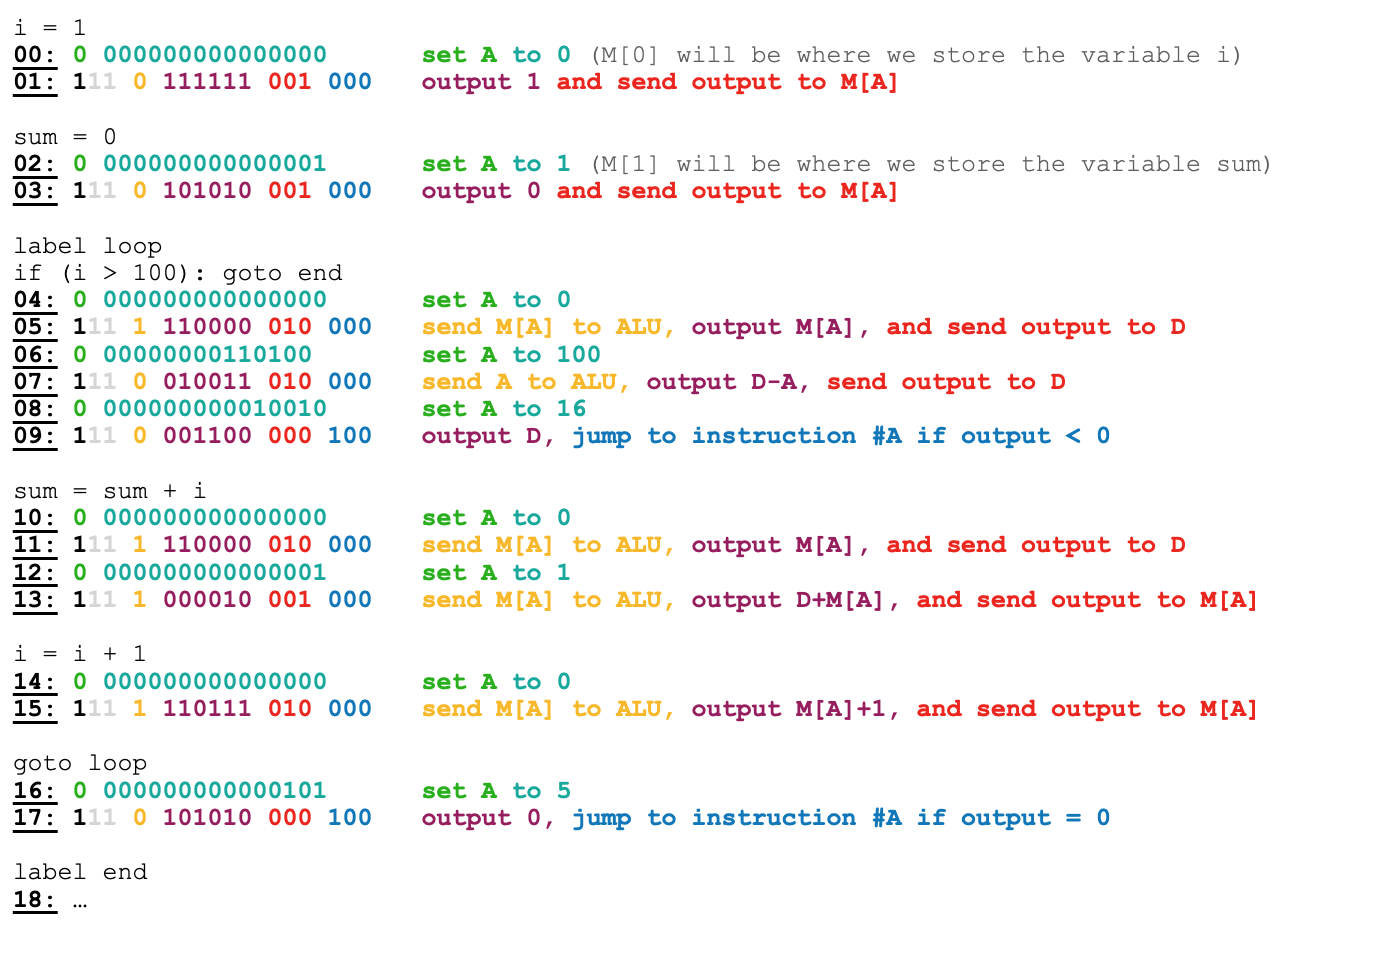 i = 1
00: 0 000000000000000 set A to 0 (M[0] will be where we store the variable i)
01: 111 0 111111 001 000 output 1 and send output to M[A]
sum = 0
02: 0 000000000000001 set A to 1 (M[1] will be where we store the variable sum)
03: 111 0 101010 001 000 output 0 and send output to M[A]
label loop
if (i > 100): goto end
04: 0 000000000000000 set A to 0
05: 111 1 110000 010 000 send M[A] to ALU, output M[A], and send output to D
06: 0 00000000110100 set A to 100
07: 111 0 010011 010 000 send A to ALU, output D-A, send output to D
08: 0 000000000010010 set A to 16
09: 111 0 001100 000 100 output D, jump to instruction #A if output < 0
sum = sum + i
10: 0 000000000000000 set A to 0
11: 111 1 110000 010 000 send M[A] to ALU, output M[A], and send output to D
12: 0 000000000000001 set A to 1
13: 111 1 000010 001 000 send M[A] to ALU, output D+M[A], and send output to M[A]
i = i + 1
14: 0 000000000000000 set A to 0
15: 111 1 110111 010 000 send M[A] to ALU, output M[A]+1, and send output to M[A]
goto loop
16: 0 000000000000101 set A to 5
17: 111 0 101010 000 100 output 0, jump to instruction #A if output = 0
label end
18: …